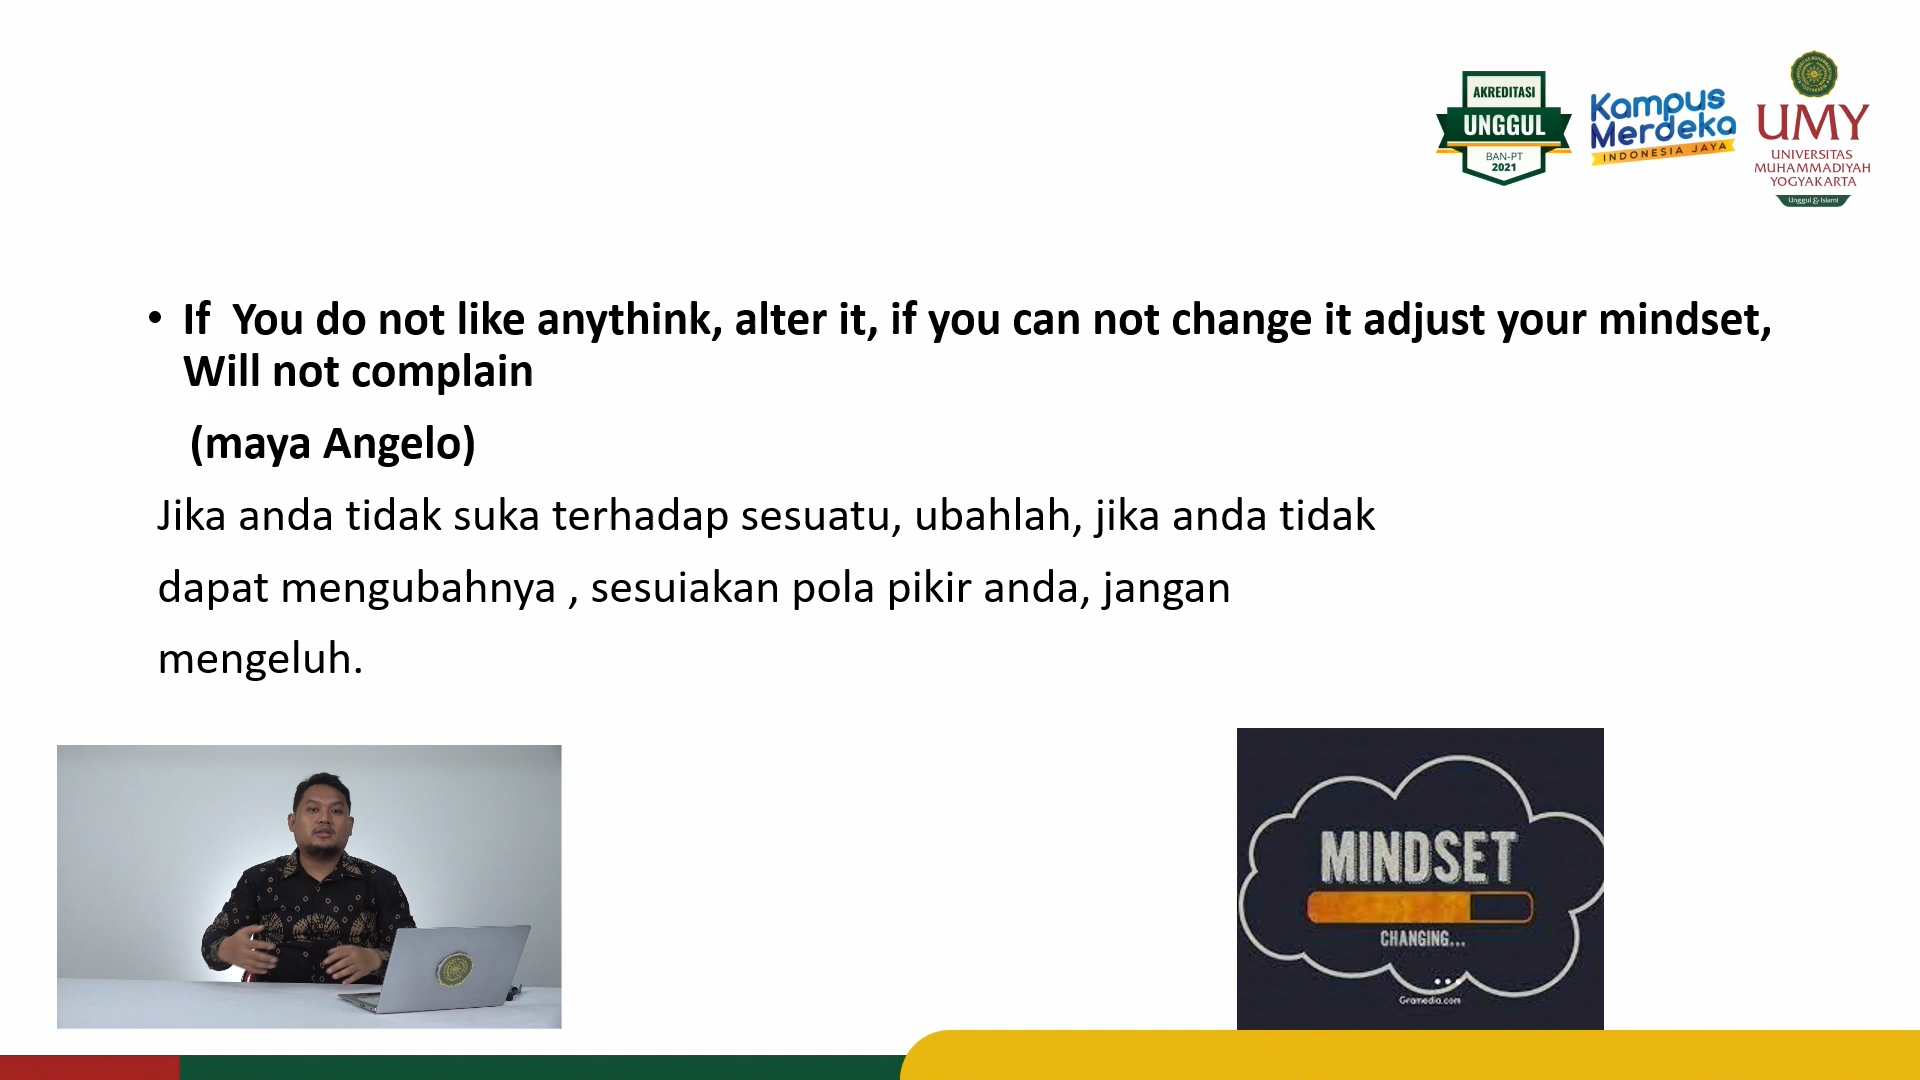 AKREDITASI
UNGGUL
BAN-PT
2021
Kampus
Merdeka
INDONESIA JAYA
UMY
UNIVERSITAS
MUHAMMADIYAH
YOGYAKARTA
Unggul & Islami
• If  You do not like anythink, alter it, if you can not change it adjust your mindset,
Will not complain
(maya Angelo)
Jika anda tidak suka terhadap sesuatu, ubahlah, jika anda tidak
dapat mengubahnya , sesuiakan pola pikir anda, jangan
mengeluh.
MINDSET
CHANGING...
Gramedia.com